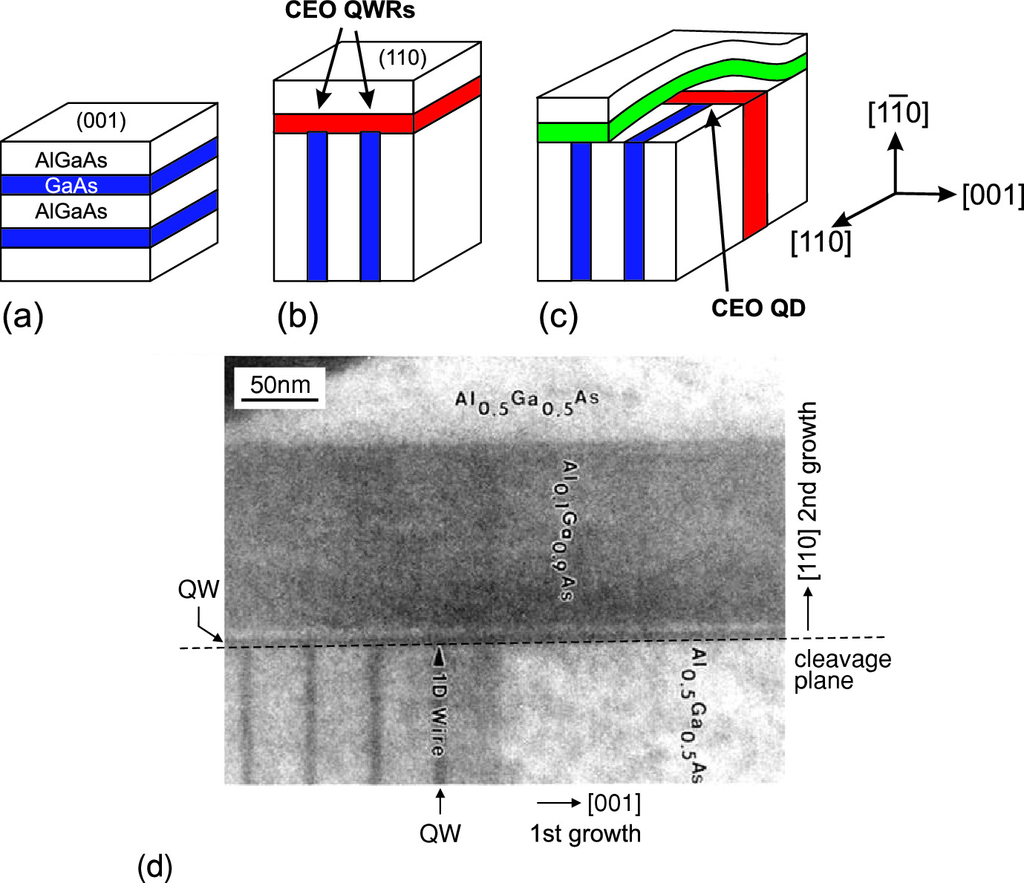 CEO QWRs
(001)
AlGaAs
GaAs
AlGaAs
(a)
(110)
(b)
CEO QD
(c)
[11̅0]
[001]
[110]
50nm
Al0.5Ga0.5As
Al0.1Ga0.9As
[110] 2nd growth
QW
cleavage
plane
1D Wire
Al0.5Ga0.5As
QW
[001]
1st growth
(d)